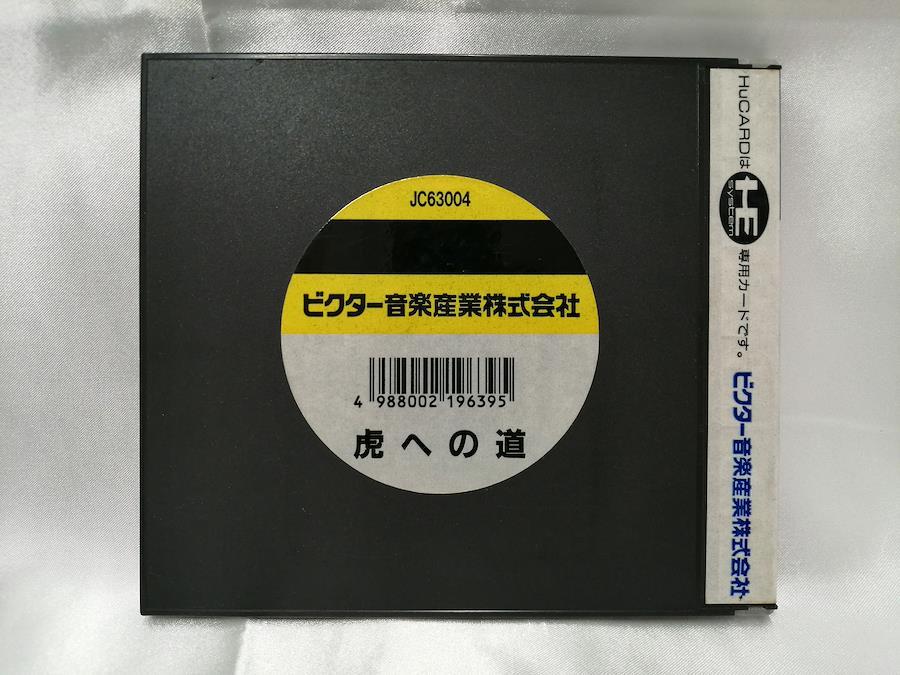 JC63004
ビクター音楽産業株式会社
4 988002 196395
虎への道
HuCARDは HE system 専用カードです。 ビクター音楽産業株式会社